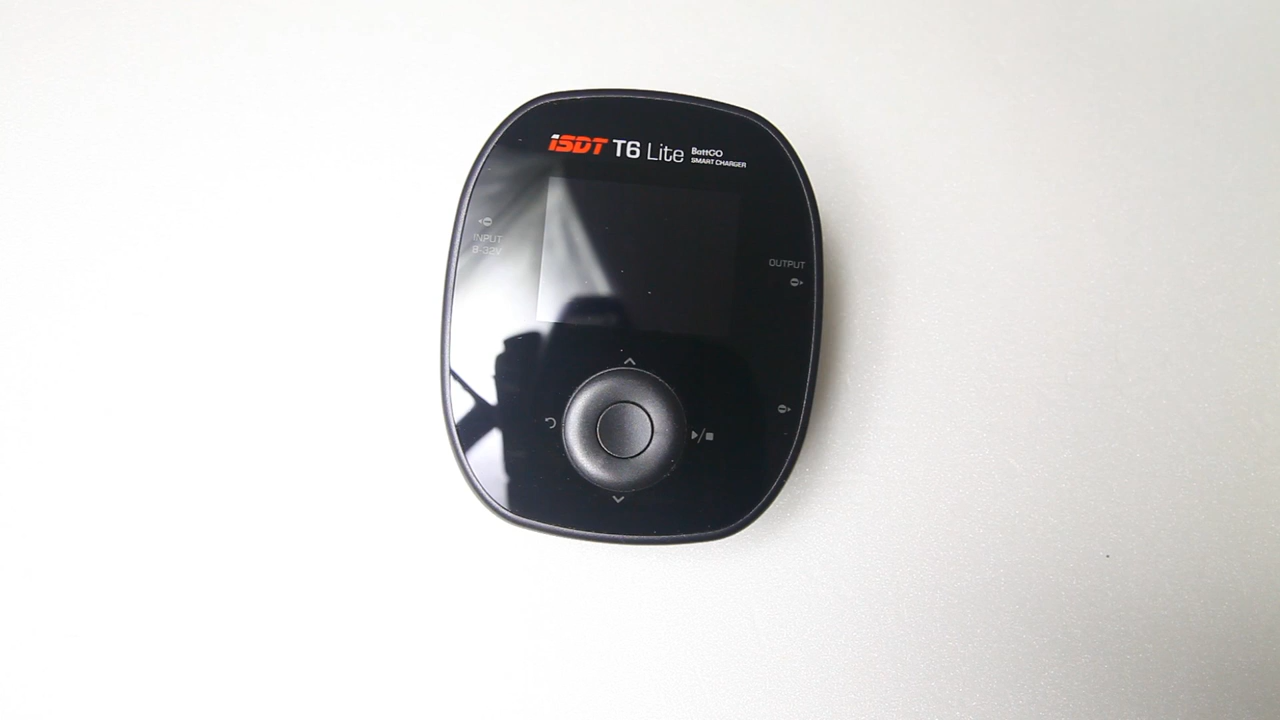 iSDT T6 Lite BattGO
SMART CHARGER
INPUT
8-32V
OUTPUT